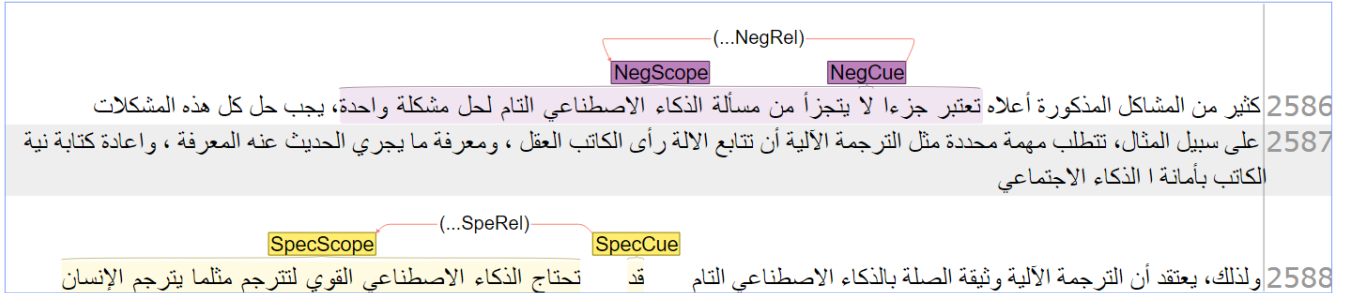 (...NegRel)
NegScope NegCue
2586 كثير من المشاكل المذكورة أعلاه تعتبر جزءا لا يتجزأ من مسألة الذكاء الاصطناعي التام لحل مشكلة واحدة، يجب حل كل هذه المشكلات
2587 على سبيل المثال، تتطلب مهمة محددة مثل الترجمة الآلية أن تتابع الالة رأى الكاتب العقل ، ومعرفة ما يجري الحديث عنه المعرفة ، واعادة كتابة نية
الكاتب بأمانة ا الذكاء الاجتماعي
(...SpeRel)
SpecScope SpecCue
2588 ولذلك، يعتقد أن الترجمة الآلية وثيقة الصلة بالذكاء الاصطناعي التام قد تحتاج الذكاء الاصطناعي القوي لتترجم مثلما يترجم الإنسان